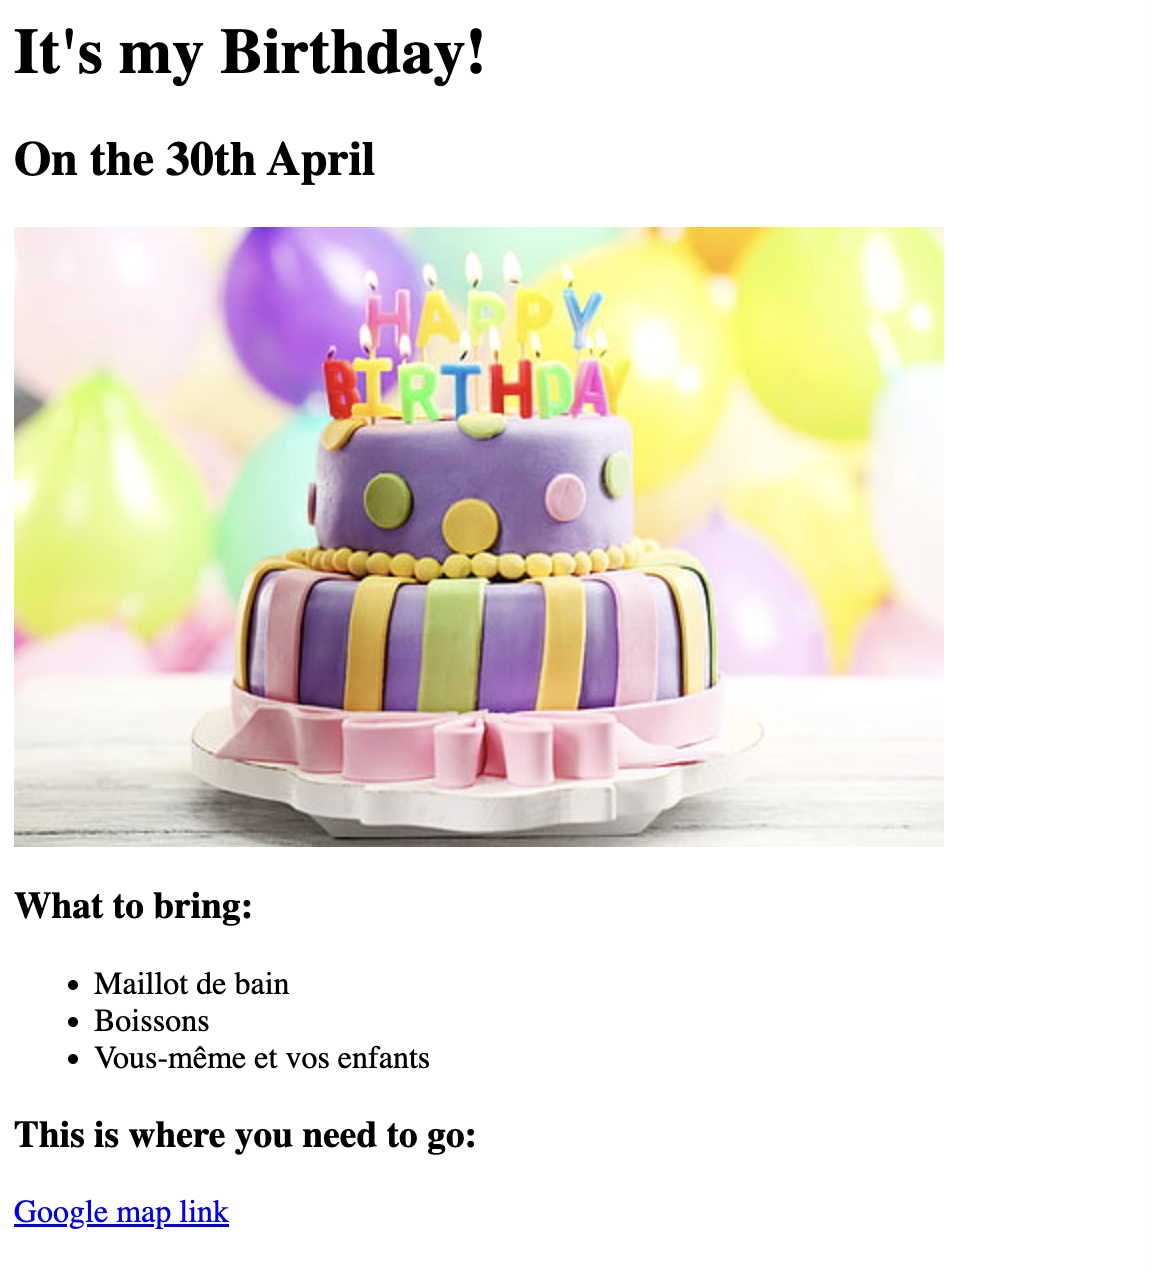 It's my Birthday!
On the 30th April
HAPPY
BIRTHDAY
What to bring:
Maillot de bain
Boissons
Vous-même et vos enfants
This is where you need to go:
Google map link